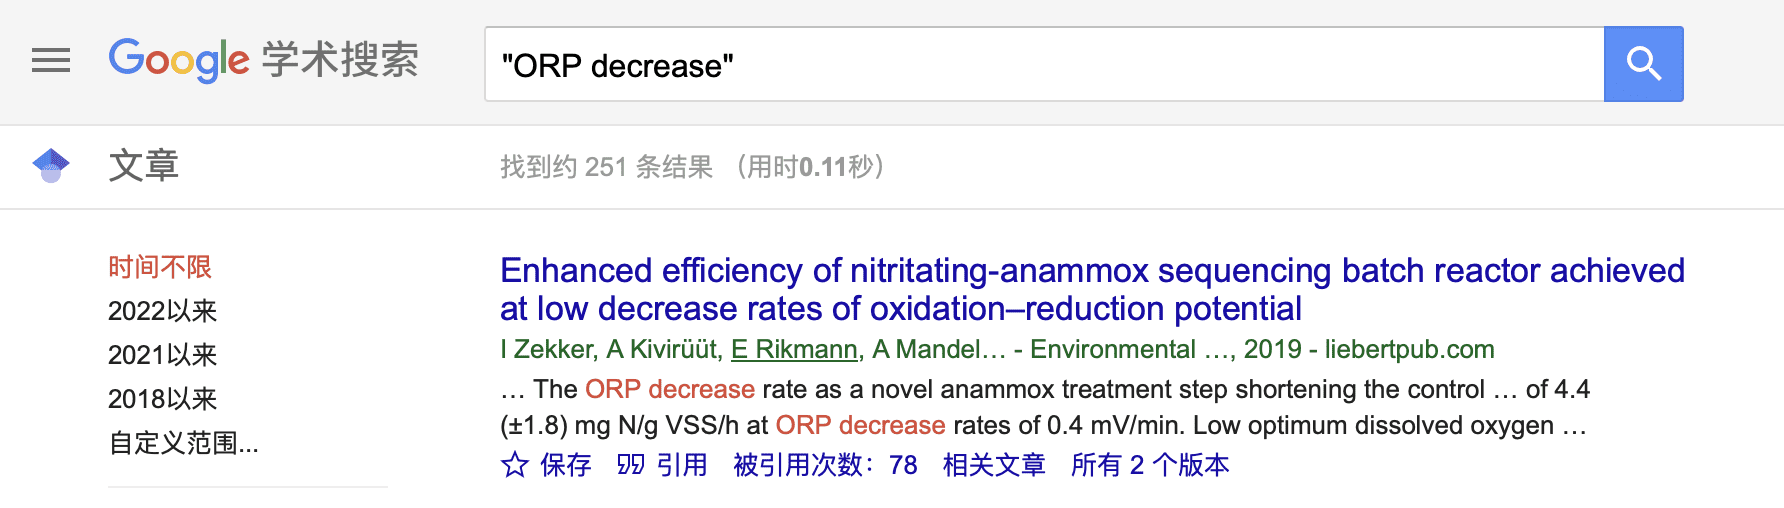 Google 学术搜索
"ORP decrease"
文章
找到约 251 条结果 （用时0.11秒）
时间不限
2022以来
2021以来
2018以来
自定义范围...
Enhanced efficiency of nitritating-anammox sequencing batch reactor achieved
at low decrease rates of oxidation–reduction potential
I Zekker, A Kivirüüt, E Rikmann, A Mandel… - Environmental …, 2019 - liebertpub.com
… The ORP decrease rate as a novel anammox treatment step shortening the control … of 4.4
(±1.8) mg N/g VSS/h at ORP decrease rates of 0.4 mV/min. Low optimum dissolved oxygen …
保存 引用 被引用次数：78 相关文章 所有 2 个版本